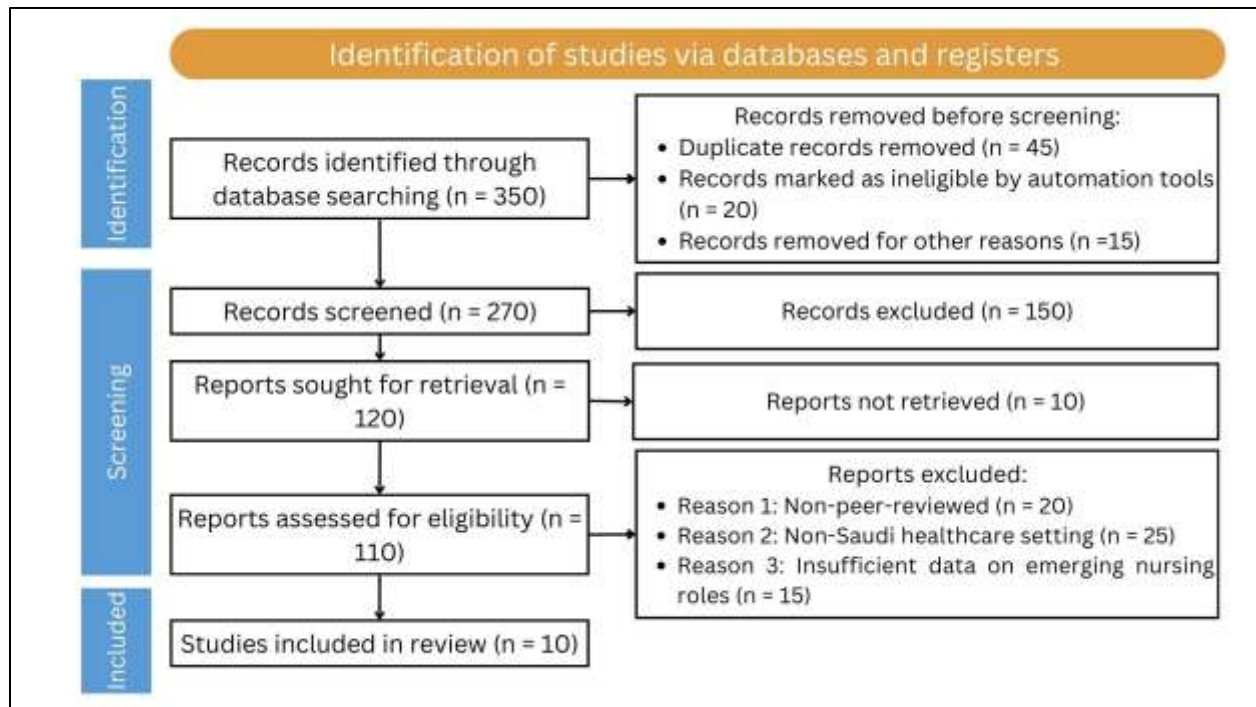 Identification of studies via databases and registers
Identification
Records identified through
database searching (n = 350)
Records removed before screening:
• Duplicate records removed (n = 45)
• Records marked as ineligible by automation tools
(n = 20)
• Records removed for other reasons (n =15)
Screening
Records screened (n = 270)
Records excluded (n = 150)
Reports sought for retrieval (n =
120)
Reports not retrieved (n = 10)
Reports assessed for eligibility (n =
110)
Reports excluded:
• Reason 1: Non-peer-reviewed (n = 20)
• Reason 2: Non-Saudi healthcare setting (n = 25)
• Reason 3: Insufficient data on emerging nursing
roles (n = 15)
Included
Studies included in review (n = 10)